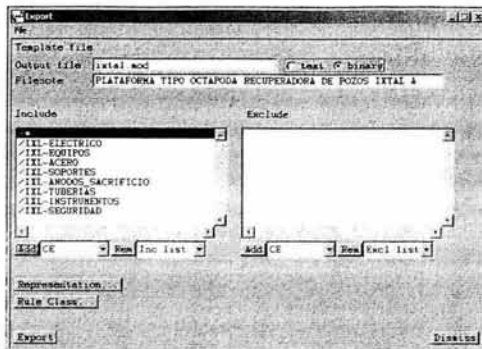 Export
File
Template file
Output file ixtal.mod text binary
Filenote PLATAFORMA TIPO OCTAPODA RECUPERADORA DE POZOS IXTAL A
Include Exclude
/IXL-ELECTRICO
/IXL-EQUIPOS
/IXL-ACERO
/IXL-SOPORTES
/IXL-ANODOS_SACRIFICIO
/IXL-TUBERIAS
/IXL-INSTRUMENTOS
/IXL-SEGURIDAD
Add CE Rem Inc list Add CE Rem Excl list
Representation...
Rule Class...
Export Dismiss